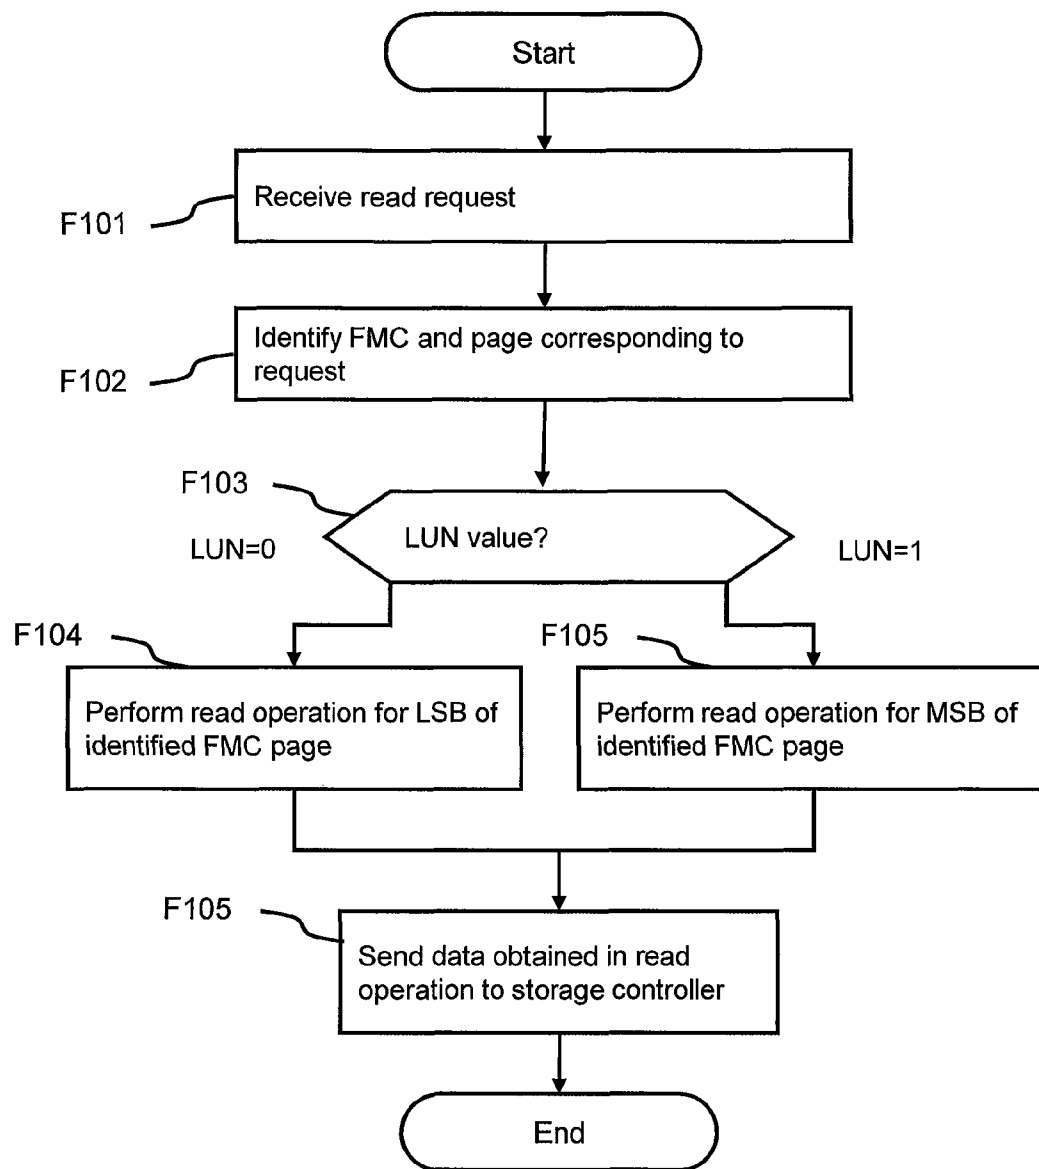 Start
Receive read request
F101
Identify FMC and page corresponding to
request
F102
F103
LUN value?
LUN=0
LUN=1
F104
F105
Perform read operation for LSB of
identified FMC page
Perform read operation for MSB of
identified FMC page
F105
Send data obtained in read
operation to storage controller
End